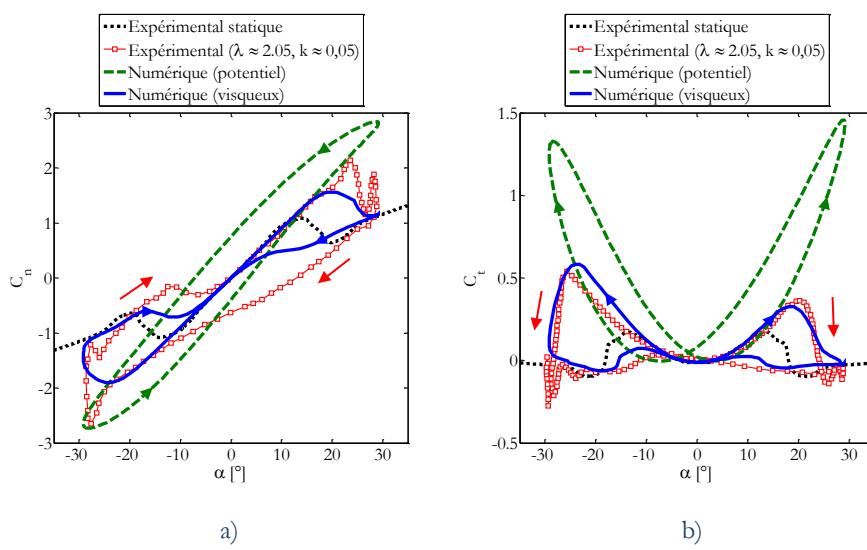 Expérimental statique
Expérimental (λ ≈ 2.05, k ≈ 0,05)
Numérique (potentiel)
Numérique (visqueux)
3
2
1
0
-1
-2
-3
C_n
-30 -20 -10 0 10 20 30
α [°]
a)
Expérimental statique
Expérimental (λ ≈ 2.05, k ≈ 0,05)
Numérique (potentiel)
Numérique (visqueux)
1.5
1
0.5
0
-0.5
C_t
-30 -20 -10 0 10 20 30
α [°]
b)